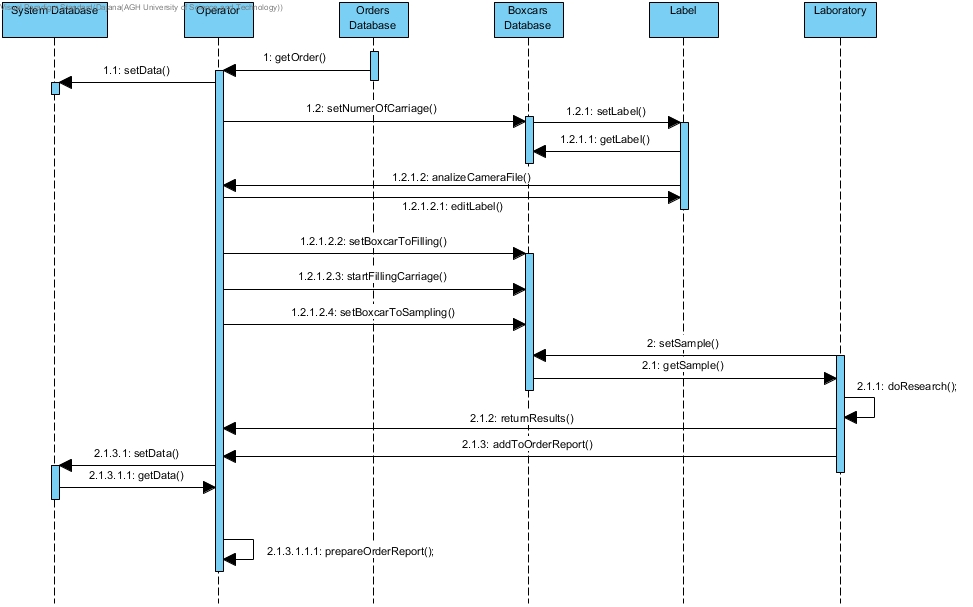 System Database
Operator
Orders
Database
Boxcars
Database
Label
Laboratory
(AGH University of Science and Technology))
1: getOrder()
1.1: setData()
1.2: setNumerOfCarriage()
1.2.1: setLabel()
1.2.1.1: getLabel()
1.2.1.2: analizeCameraFile()
1.2.1.2.1: editLabel()
1.2.1.2.2: setBoxcarToFilling()
1.2.1.2.3: startFillingCarriage()
1.2.1.2.4: setBoxcarToSampling()
2: setSample()
2.1: getSample()
2.1.1: doResearch();
2.1.2: returnResults()
2.1.3: addToOrderReport()
2.1.3.1: setData()
2.1.3.1.1: getData()
2.1.3.1.1.1: prepareOrderReport();